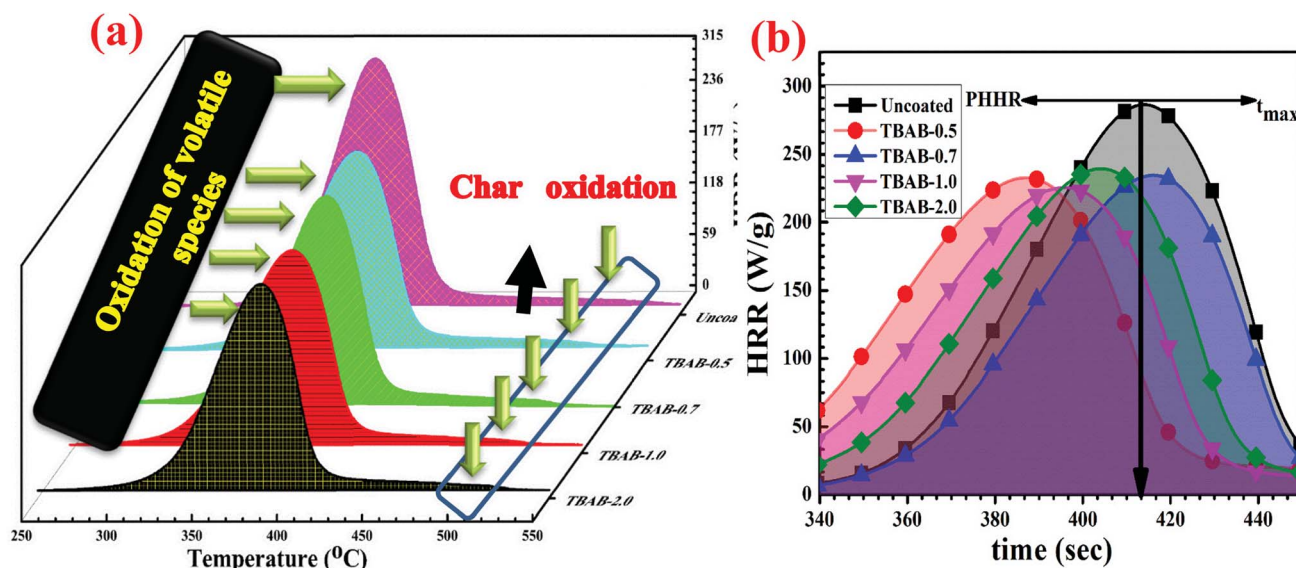 (a)
Oxidation of volatile
species
Char oxidation
315
236
177
118
59
0
Uncoa
TBAB-0.5
TBAB-0.7
TBAB-1.0
TBAB-2.0
250 300 350 400 450 500 550
Temperature (⁰C)
(b)
300
250
200
150
100
50
0
HRR (W/g)
Uncoated
TBAB-0.5
TBAB-0.7
TBAB-1.0
TBAB-2.0
PHHR
tmax
340 360 380 400 420 440
time (sec)